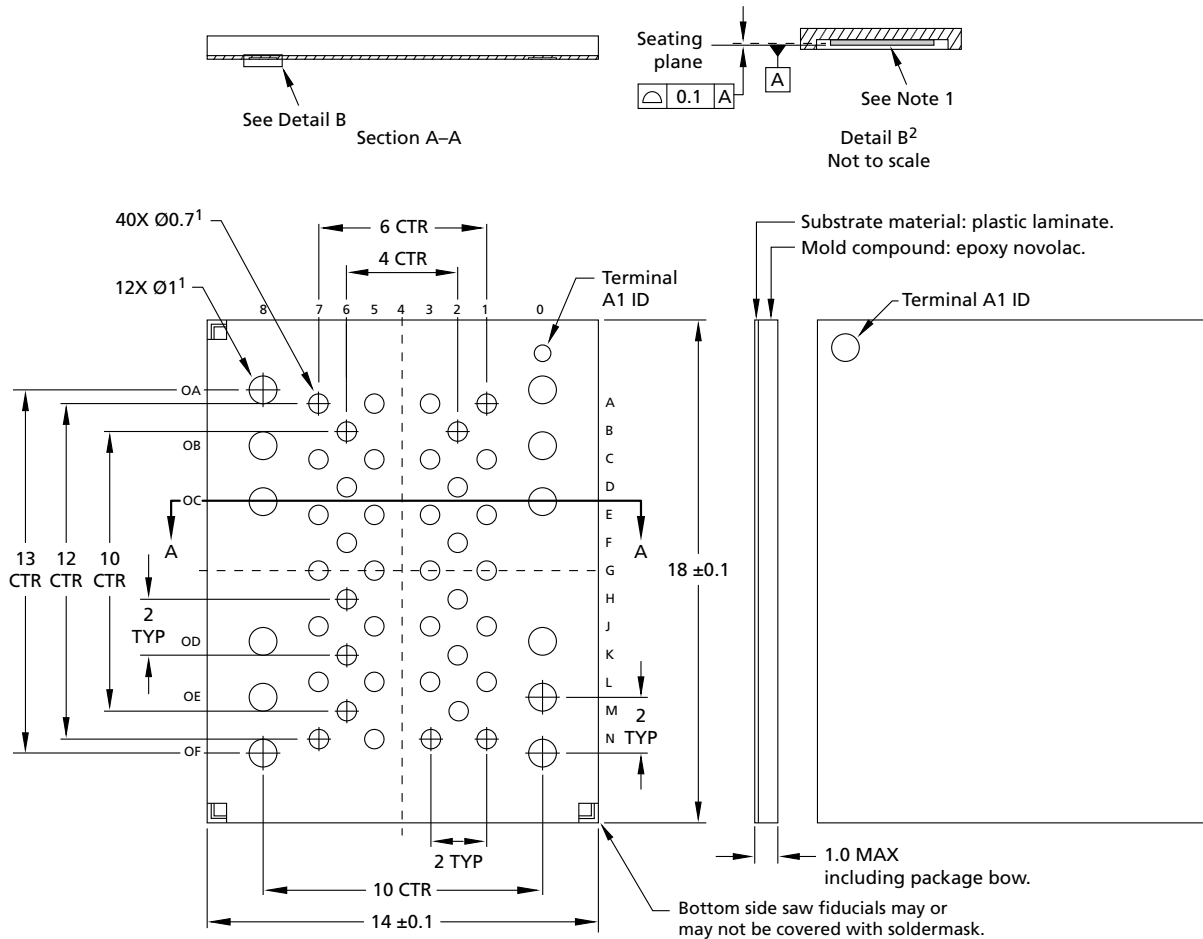 Seating
plane
0.1 A
A
See Note 1
See Detail B
Section A–A
Detail B2
Not to scale
40X Ø0.71
12X Ø11
6 CTR
4 CTR
Terminal
A1 ID
Substrate material: plastic laminate.
Mold compound: epoxy novolac.
Terminal A1 ID
8 7 6 5 4 3 2 1 0
OA
A
B
OB
C
D
OC
E
F
A
A
G
13
CTR
12
CTR
10
CTR
18 ±0.1
H
2
TYP
J
OD
K
L
OE
M
2
TYP
N
OF
2 TYP
10 CTR
14 ±0.1
1.0 MAX
including package bow.
Bottom side saw fiducials may or
may not be covered with soldermask.